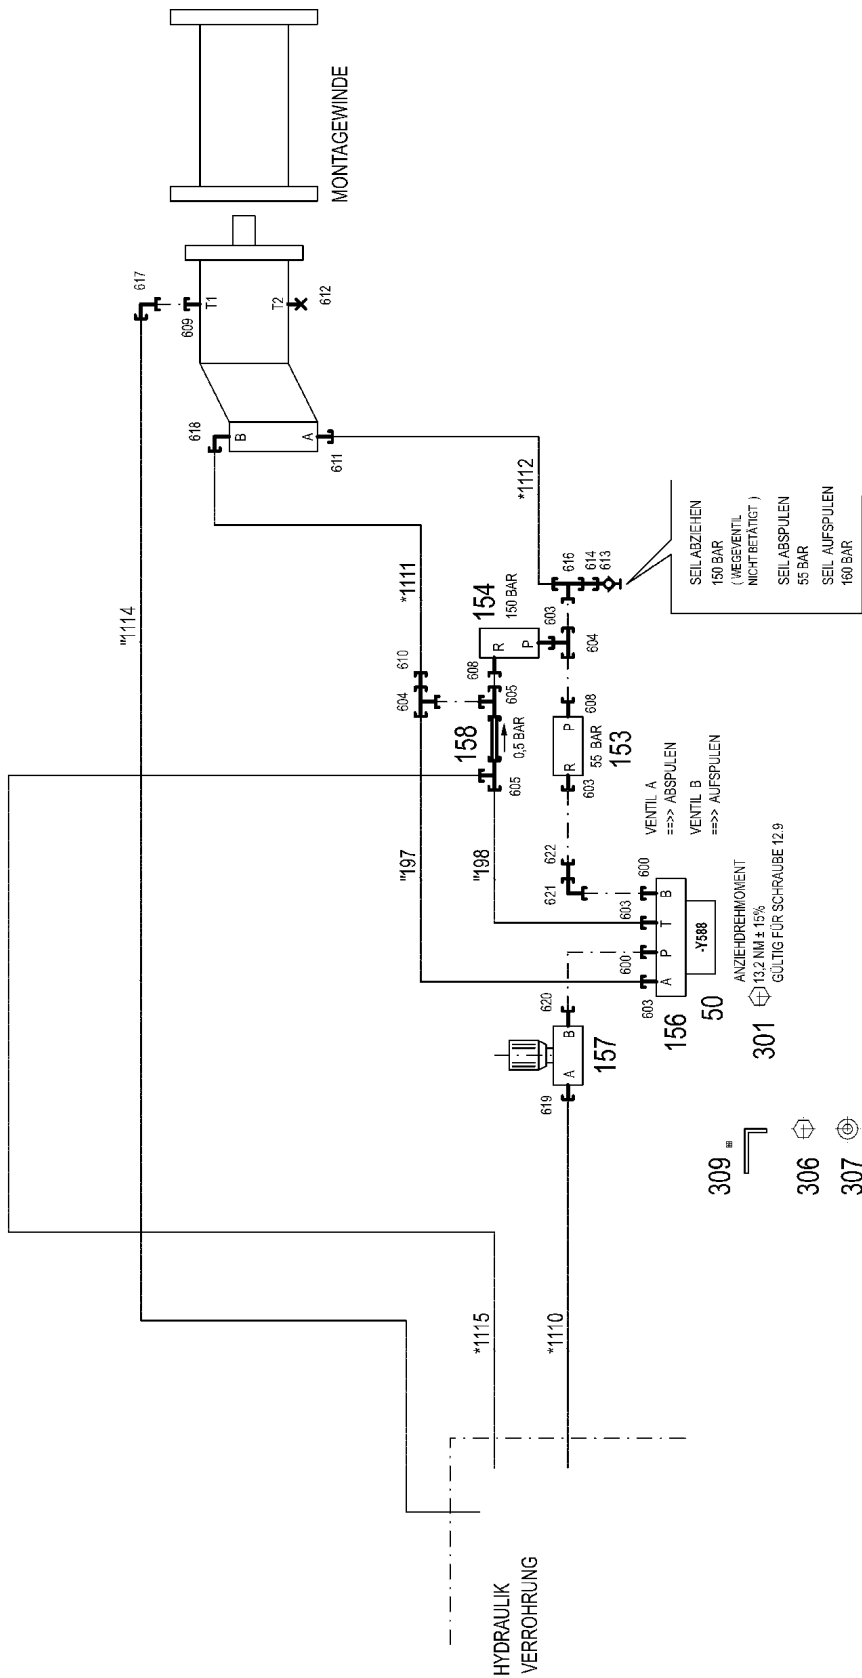 MONTAGEWINDE
617
609
T1
T2
612
618
B
A
611
"1114
*1111
*1112
SEIL ABZIEHEN
150 BAR
( WEGEVENTIL
NICHT BETÄTIGT )
SEIL ABSPULEN
55 BAR
SEIL AUFSPULEN
160 BAR
616
614
613
154
150 BAR
R
P
603
604
608
610
604
605
158
0,5 BAR
605
608
P
R
55 BAR
153
603
"197
"198
622
621
VENTIL A
==>> ABSPULEN
VENTIL B
==>> AUFSPULEN
600
603
600
603
B
T
P
A
-Y588
156
50
ANZIEHDREHMOMENT
13,2 NM ± 15%
GÜLTIG FÜR SCHRAUBE 12.9
301
620
B
A
157
619
309
306
307
*1115
*1110
HYDRAULIK
VERROHRUNG